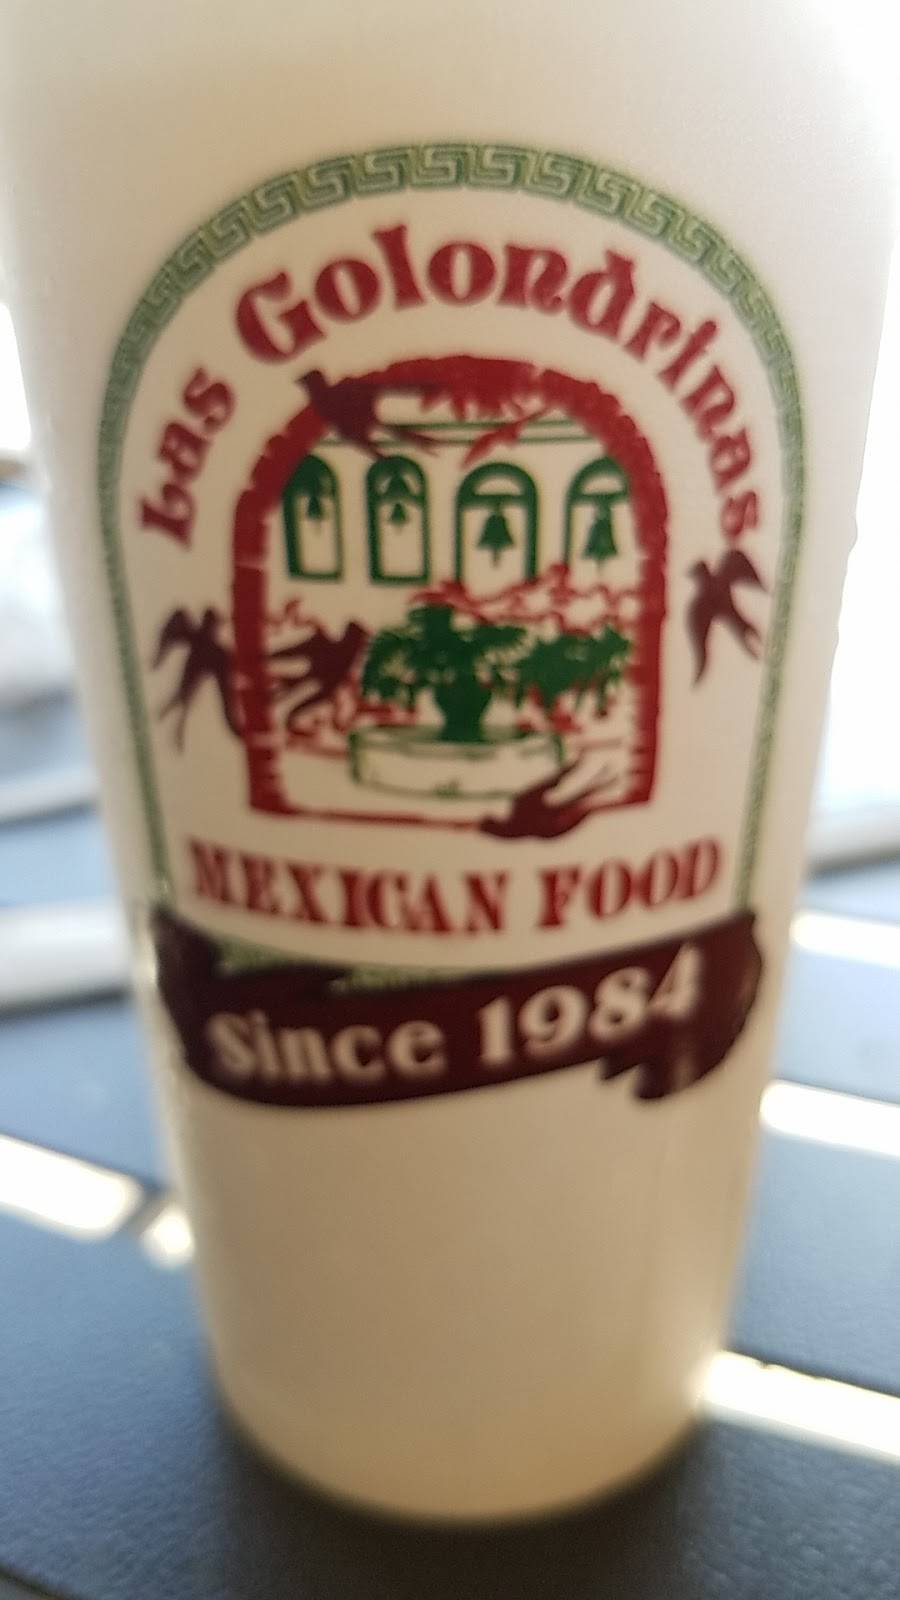 Las Golondrinas
MEXICAN FOOD
Since 1984